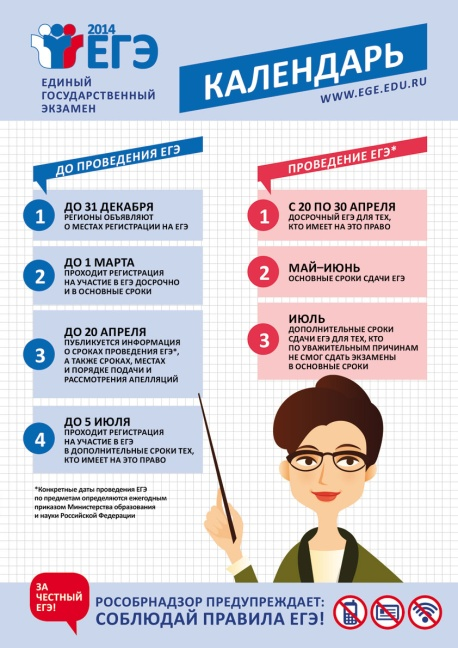 2014
ЕГЭ
ЕДИНЫЙ
ГОСУДАРСТВЕННЫЙ
ЭКЗАМЕН
КАЛЕНДАРЬ
WWW.EGE.EDU.RU
ДО ПРОВЕДЕНИЯ ЕГЭ
1
ДО 31 ДЕКАБРЯ
РЕГИОНЫ ОБЪЯВЛЯЮТ
О МЕСТАХ РЕГИСТРАЦИИ НА ЕГЭ
2
ДО 1 МАРТА
ПРОХОДИТ РЕГИСТРАЦИЯ
НА УЧАСТИЕ В ЕГЭ ДОСРОЧНО
И В ОСНОВНЫЕ СРОКИ
3
ДО 20 АПРЕЛЯ
ПУБЛИКУЕТСЯ ИНФОРМАЦИЯ
О СРОКАХ ПРОВЕДЕНИЯ ЕГЭ*,
А ТАКЖЕ СРОКАХ, МЕСТАХ
И ПОРЯДКЕ ПОДАЧИ И
РАССМОТРЕНИЯ АПЕЛЛЯЦИЙ
4
ДО 5 ИЮЛЯ
ПРОХОДИТ РЕГИСТРАЦИЯ
НА УЧАСТИЕ В ЕГЭ
В ДОПОЛНИТЕЛЬНЫЕ СРОКИ ТЕХ,
КТО ИМЕЕТ НА ЭТО ПРАВО
*Конкретные даты проведения ЕГЭ
по предметам определяются ежегодным
приказом Министерства образования
и науки Российской Федерации
ПРОВЕДЕНИЕ ЕГЭ*
1
С 20 ПО 30 АПРЕЛЯ
ДОСРОЧНЫЙ ЕГЭ ДЛЯ ТЕХ,
КТО ИМЕЕТ НА ЭТО ПРАВО
2
МАЙ–ИЮНЬ
ОСНОВНЫЕ СРОКИ СДАЧИ ЕГЭ
3
ИЮЛЬ
ДОПОЛНИТЕЛЬНЫЕ СРОКИ
СДАЧИ ЕГЭ ДЛЯ ТЕХ, КТО
ПО УВАЖИТЕЛЬНЫМ ПРИЧИНАМ
НЕ СМОГ СДАТЬ ЭКЗАМЕНЫ
В ОСНОВНЫЕ СРОКИ
ЗА
ЧЕСТНЫЙ
ЕГЭ!
РОСОБРНАДЗОР ПРЕДУПРЕЖДАЕТ:
СОБЛЮДАЙ ПРАВИЛА ЕГЭ!